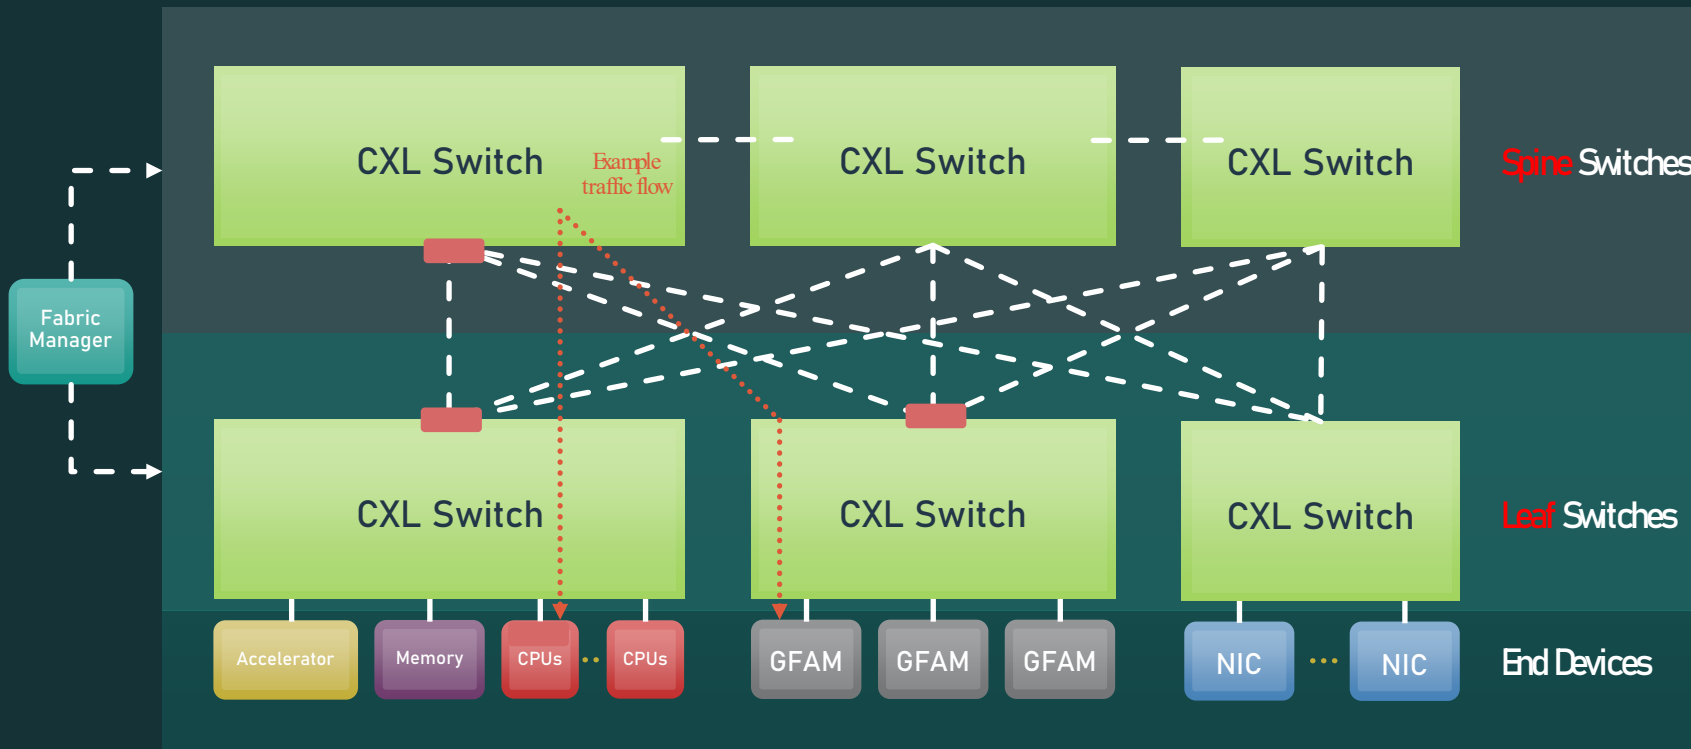 CXL Switch
Example
traffic flow
CXL Switch
CXL Switch
Spine Switches
Fabric
Manager
CXL Switch
CXL Switch
CXL Switch
Leaf Switches
Accelerator
Memory
CPUs
CPUs
GFAM
GFAM
GFAM
NIC
NIC
End Devices